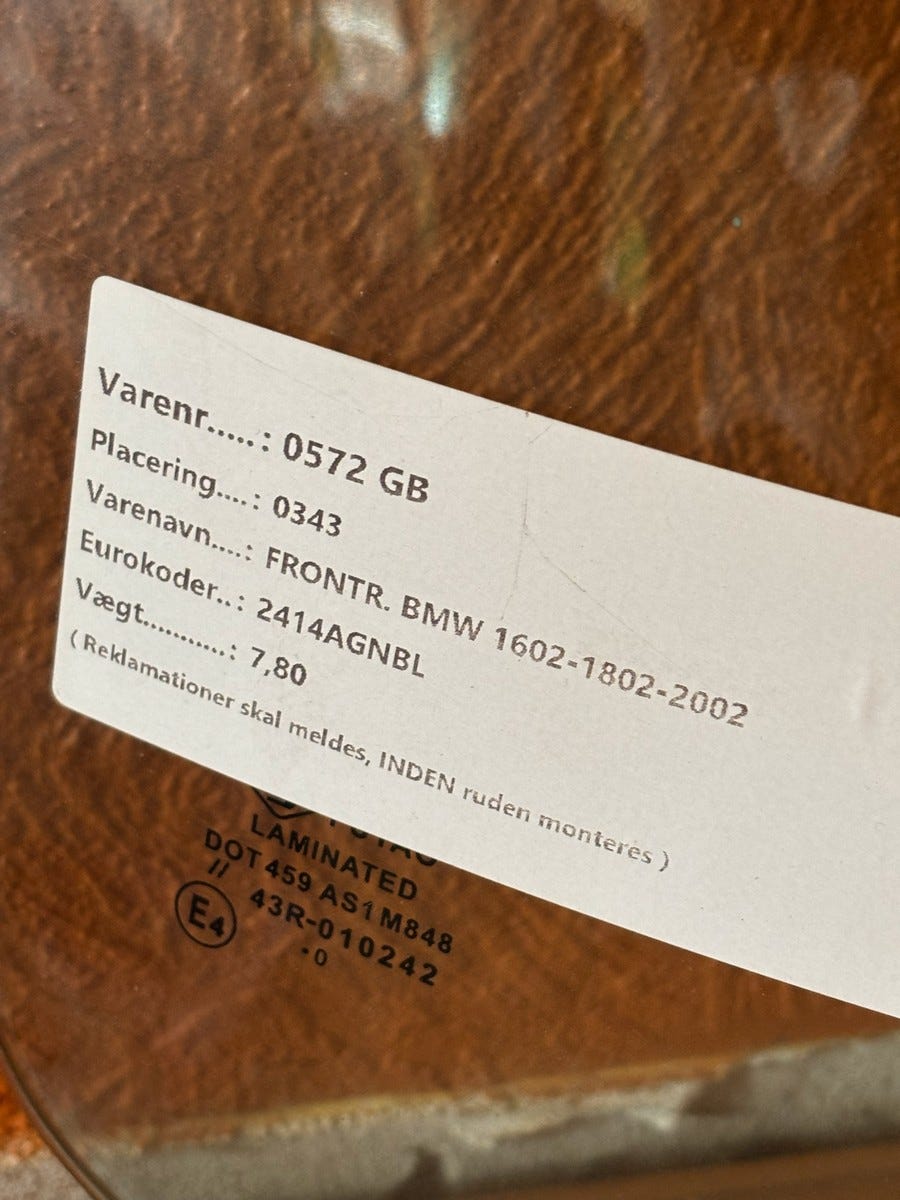 Varenr.....: 0572 GB
Placering....: 0343
Varenavn....: FRONTR. BMW 1602-1802-2002
Eurokoder..: 2414AGNBL
Vægt...........: 7,80
( Reklamationer skal meldes, INDEN ruden monteres )
LAMINATED
DOT 459 AS1 M848
// 43R-010242
E4
·0